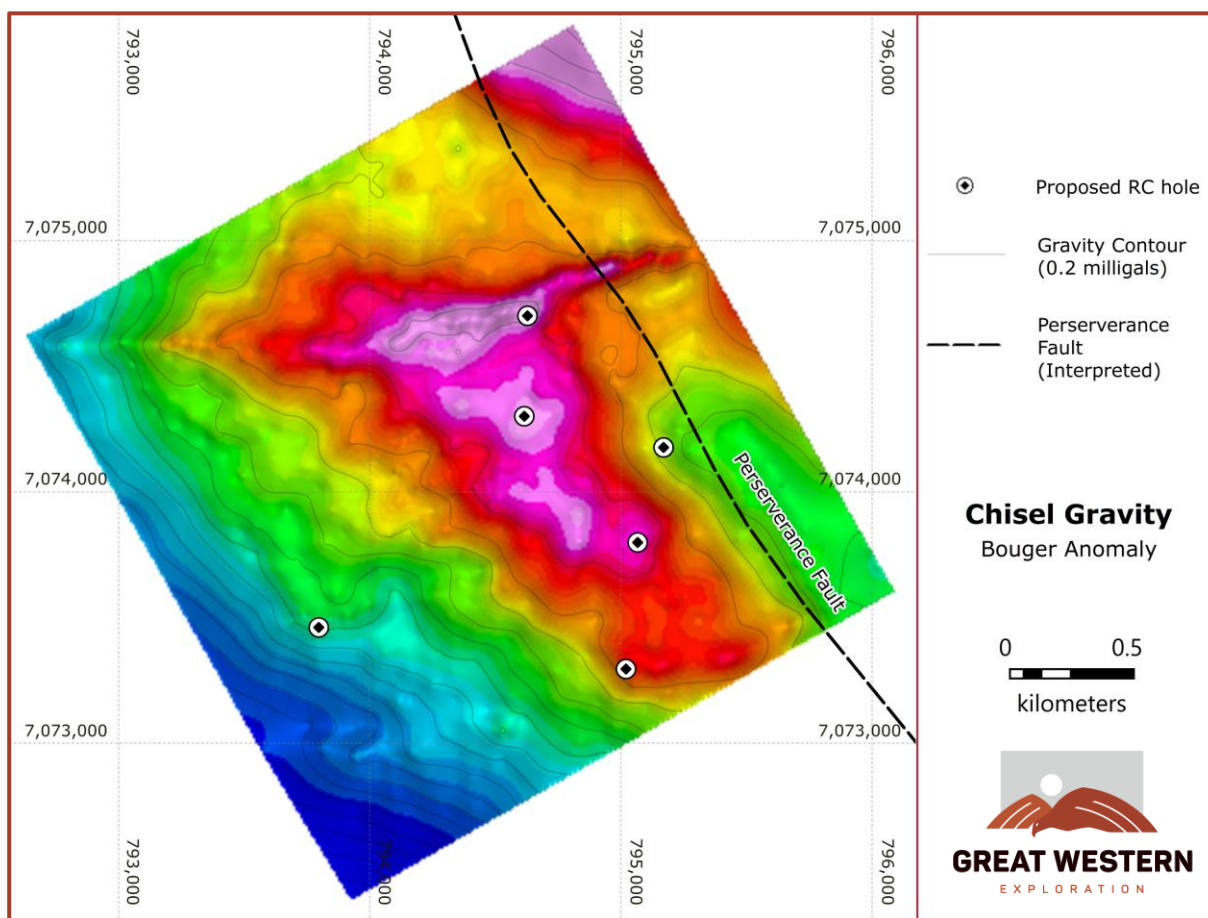 793,000
794,000
795,000
796,000
7,075,000
7,075,000
7,074,000
7,074,000
7,073,000
7,073,000
793,000
794,000
795,000
796,000
Perserverance Fault
Proposed RC hole
Gravity Contour
(0.2 milligals)
Perserverance
Fault
(Interpreted)
Chisel Gravity
Bouger Anomaly
0
0.5
kilometers
GREAT WESTERN
EXPLORATION